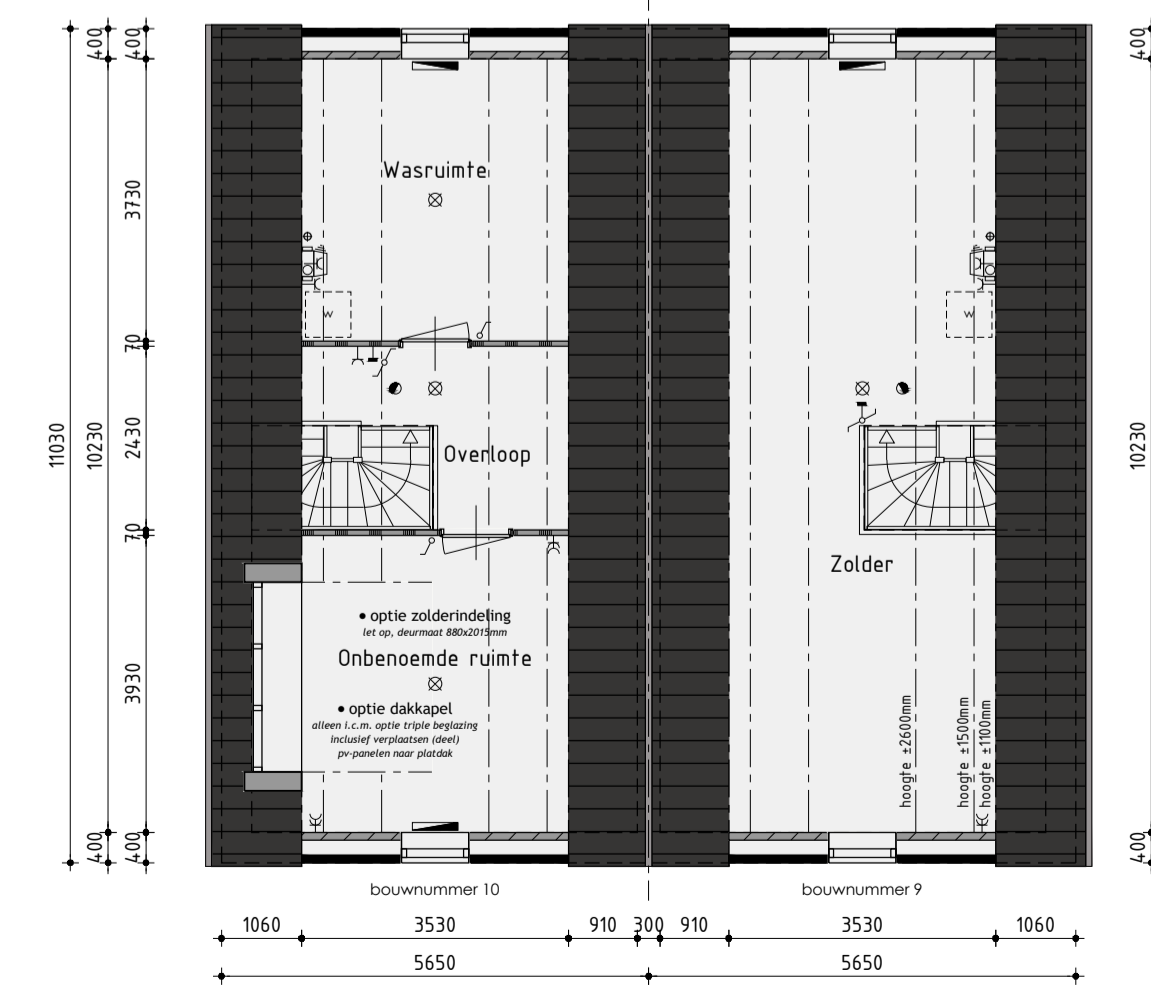 400
400
3730
70
2430
70
3930
400
400
10230
11030
Wasruimte
W
Overloop
• optie zolderindeling
let op, deurmaat 880x2015mm
Onbenoemde ruimte
• optie dakkapel
alleen i.c.m. optie triple beglazing
inclusief verplaatsen (deel)
pv-panelen naar platdak
W
Zolder
hoogte ±2600mm
hoogte ±1500mm
hoogte ±1100mm
400
10230
400
bouwnummer 10
bouwnummer 9
1060 3530 910 300 910 3530 1060
5650 5650